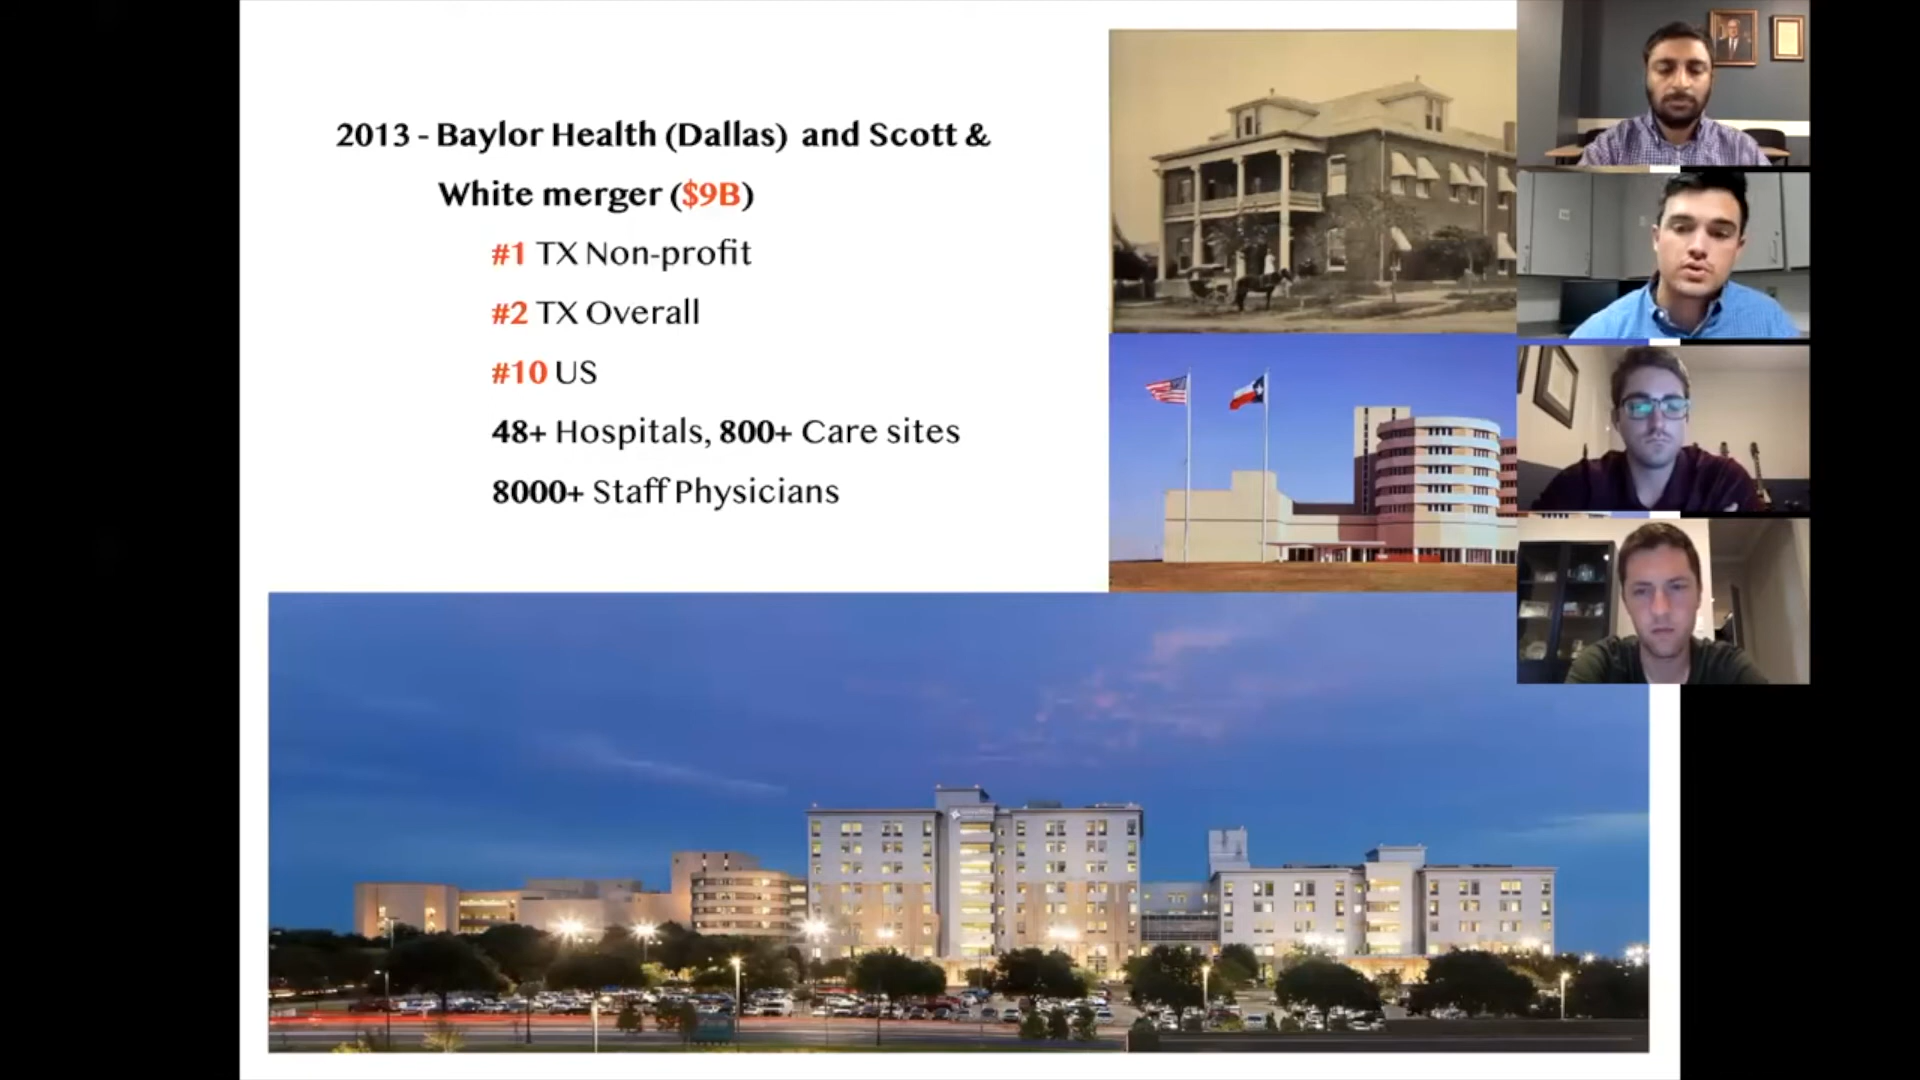 2013 - Baylor Health (Dallas) and Scott &
White merger ($9B)
#1 TX Non-profit
#2 TX Overall
#10 US
48+ Hospitals, 800+ Care sites
8000+ Staff Physicians